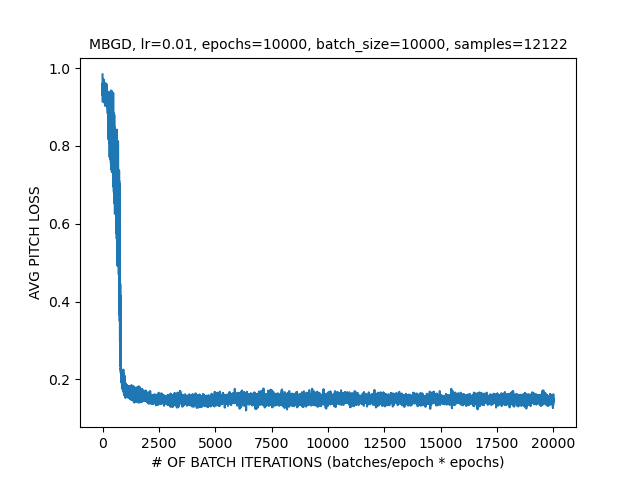 MBGD, lr=0.01, epochs=10000, batch_size=10000, samples=12122
1.0
0.8
0.6
0.4
0.2
AVG PITCH LOSS
0 2500 5000 7500 10000 12500 15000 17500 20000
# OF BATCH ITERATIONS (batches/epoch * epochs)